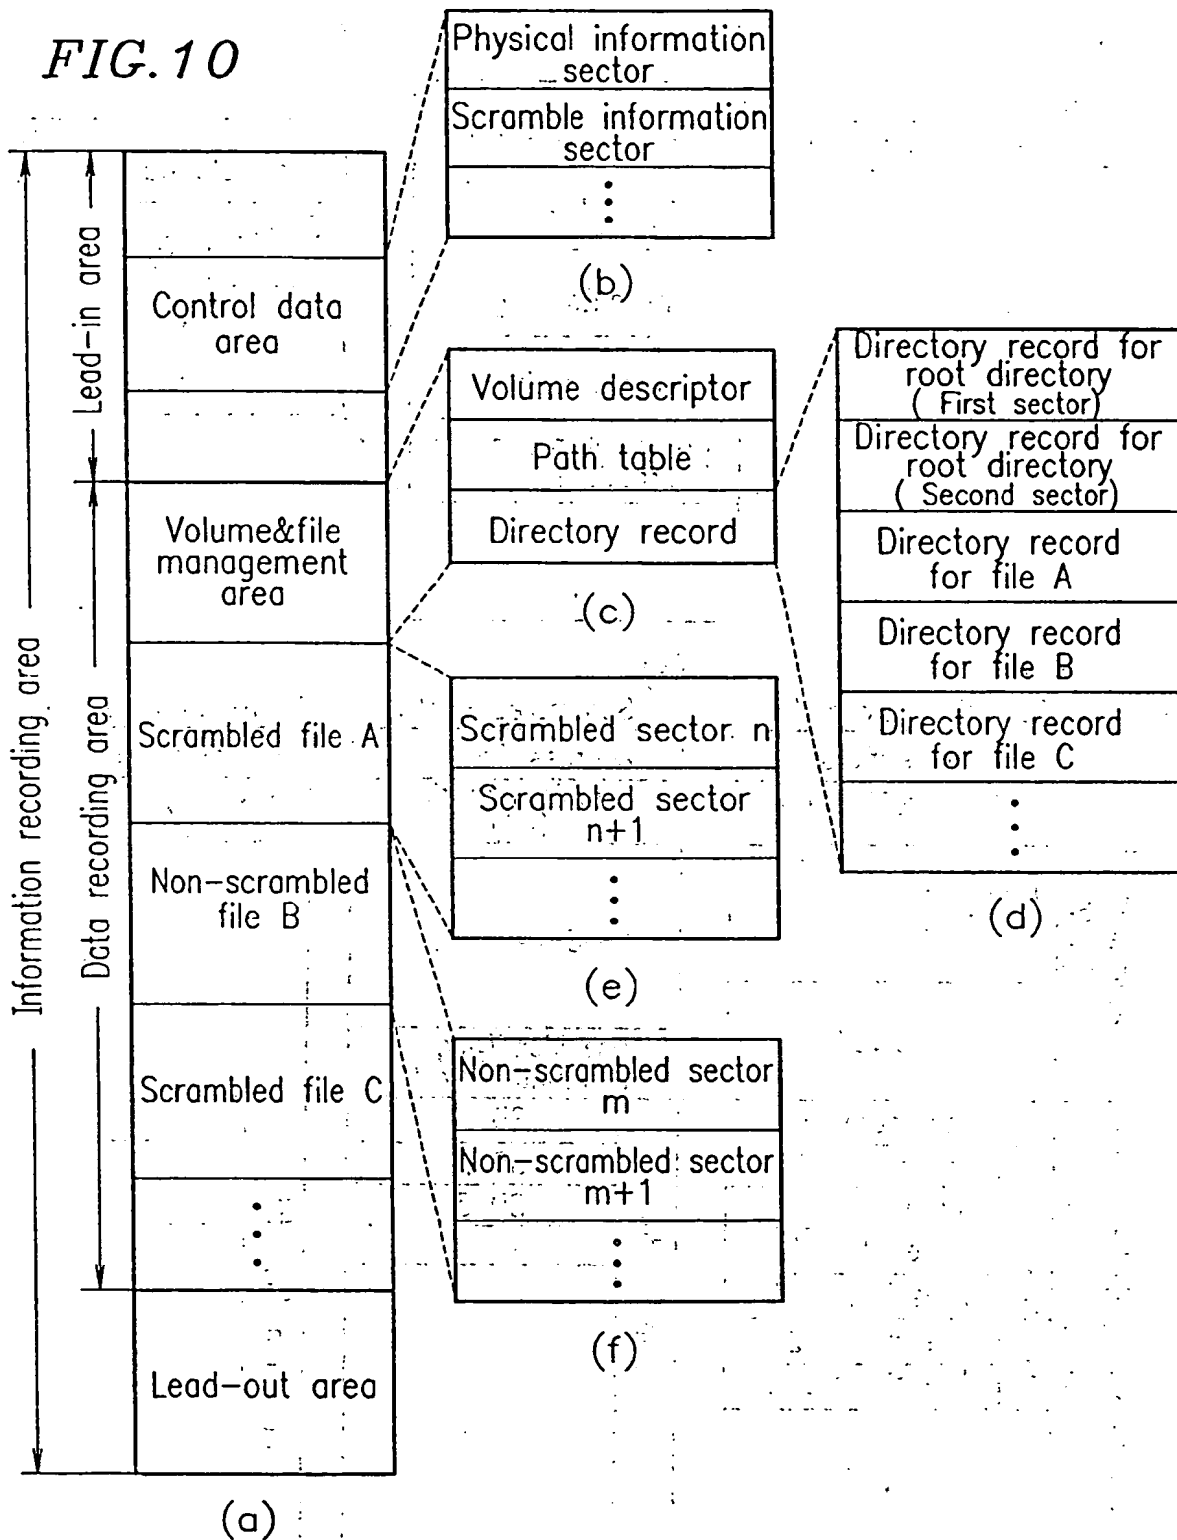 FIG.10
Physical information
sector
Scramble information
sector
(b)
Information recording area
Lead-in area
Data recording area
Control data
area
Volume&file
management
area
Scrambled file A
Non-scrambled
file B
Scrambled file C
Lead-out area
(a)
Volume descriptor
Path table
Directory record
(c)
Directory record for
root directory
( First sector)
Directory record for
root directory
( Second sector)
Directory record
for file A
Directory record
for file B
Directory record
for file C
(d)
Scrambled sector n
Scrambled sector
n+1
(e)
Non-scrambled sector
m
Non-scrambled sector
m+1
(f)